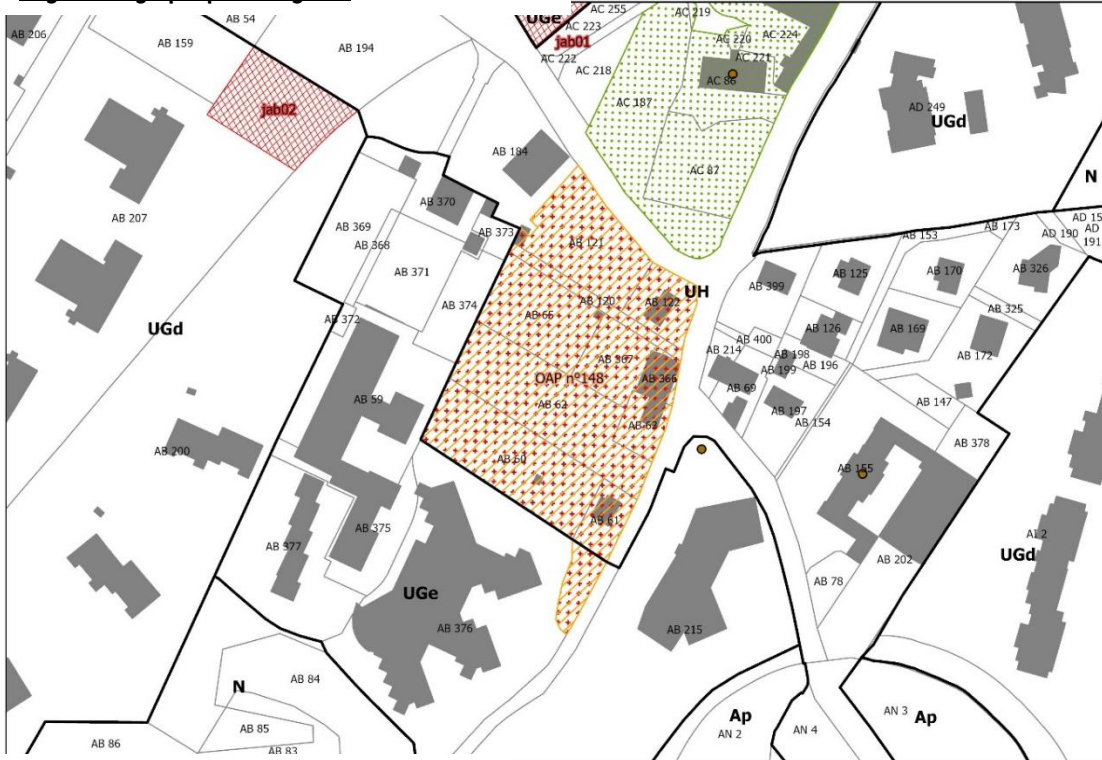 AB 206
AB 159
AB 54
AB 194
UGe
AC 255
AC 223
jab01
AC 222
AC 218
AC 219
AC 220
AC 224
AC 221
AC 86
AC 187
AC 87
AD 249
UGd
N
jab02
AB 184
AB 207
AB 370
AB 369
AB 368
AB 373
AB 371
AB 374
AB 372
AB 121
AB 120
AB 122
UH
AB 65
AB 367
OAP n°148
AB 366
AB 62
AB 63
AB 60
AB 61
AB 153
AB 173
AD 15
AD 190
AD
191
AB 399
AB 125
AB 170
AB 326
AB 325
AB 126
AB 169
AB 172
AB 400
AB 214
AB 198
AB 199
AB 196
AB 69
AB 197
AB 154
AB 147
AB 378
AB 155
AB 202
AB 78
UGd
UGd
AB 59
AB 200
AB 375
AB 377
UGe
AB 376
AB 215
N
AB 84
AB 85
AB 86
AB 83
Ap
AN 2
AN 4
AN 3
Ap